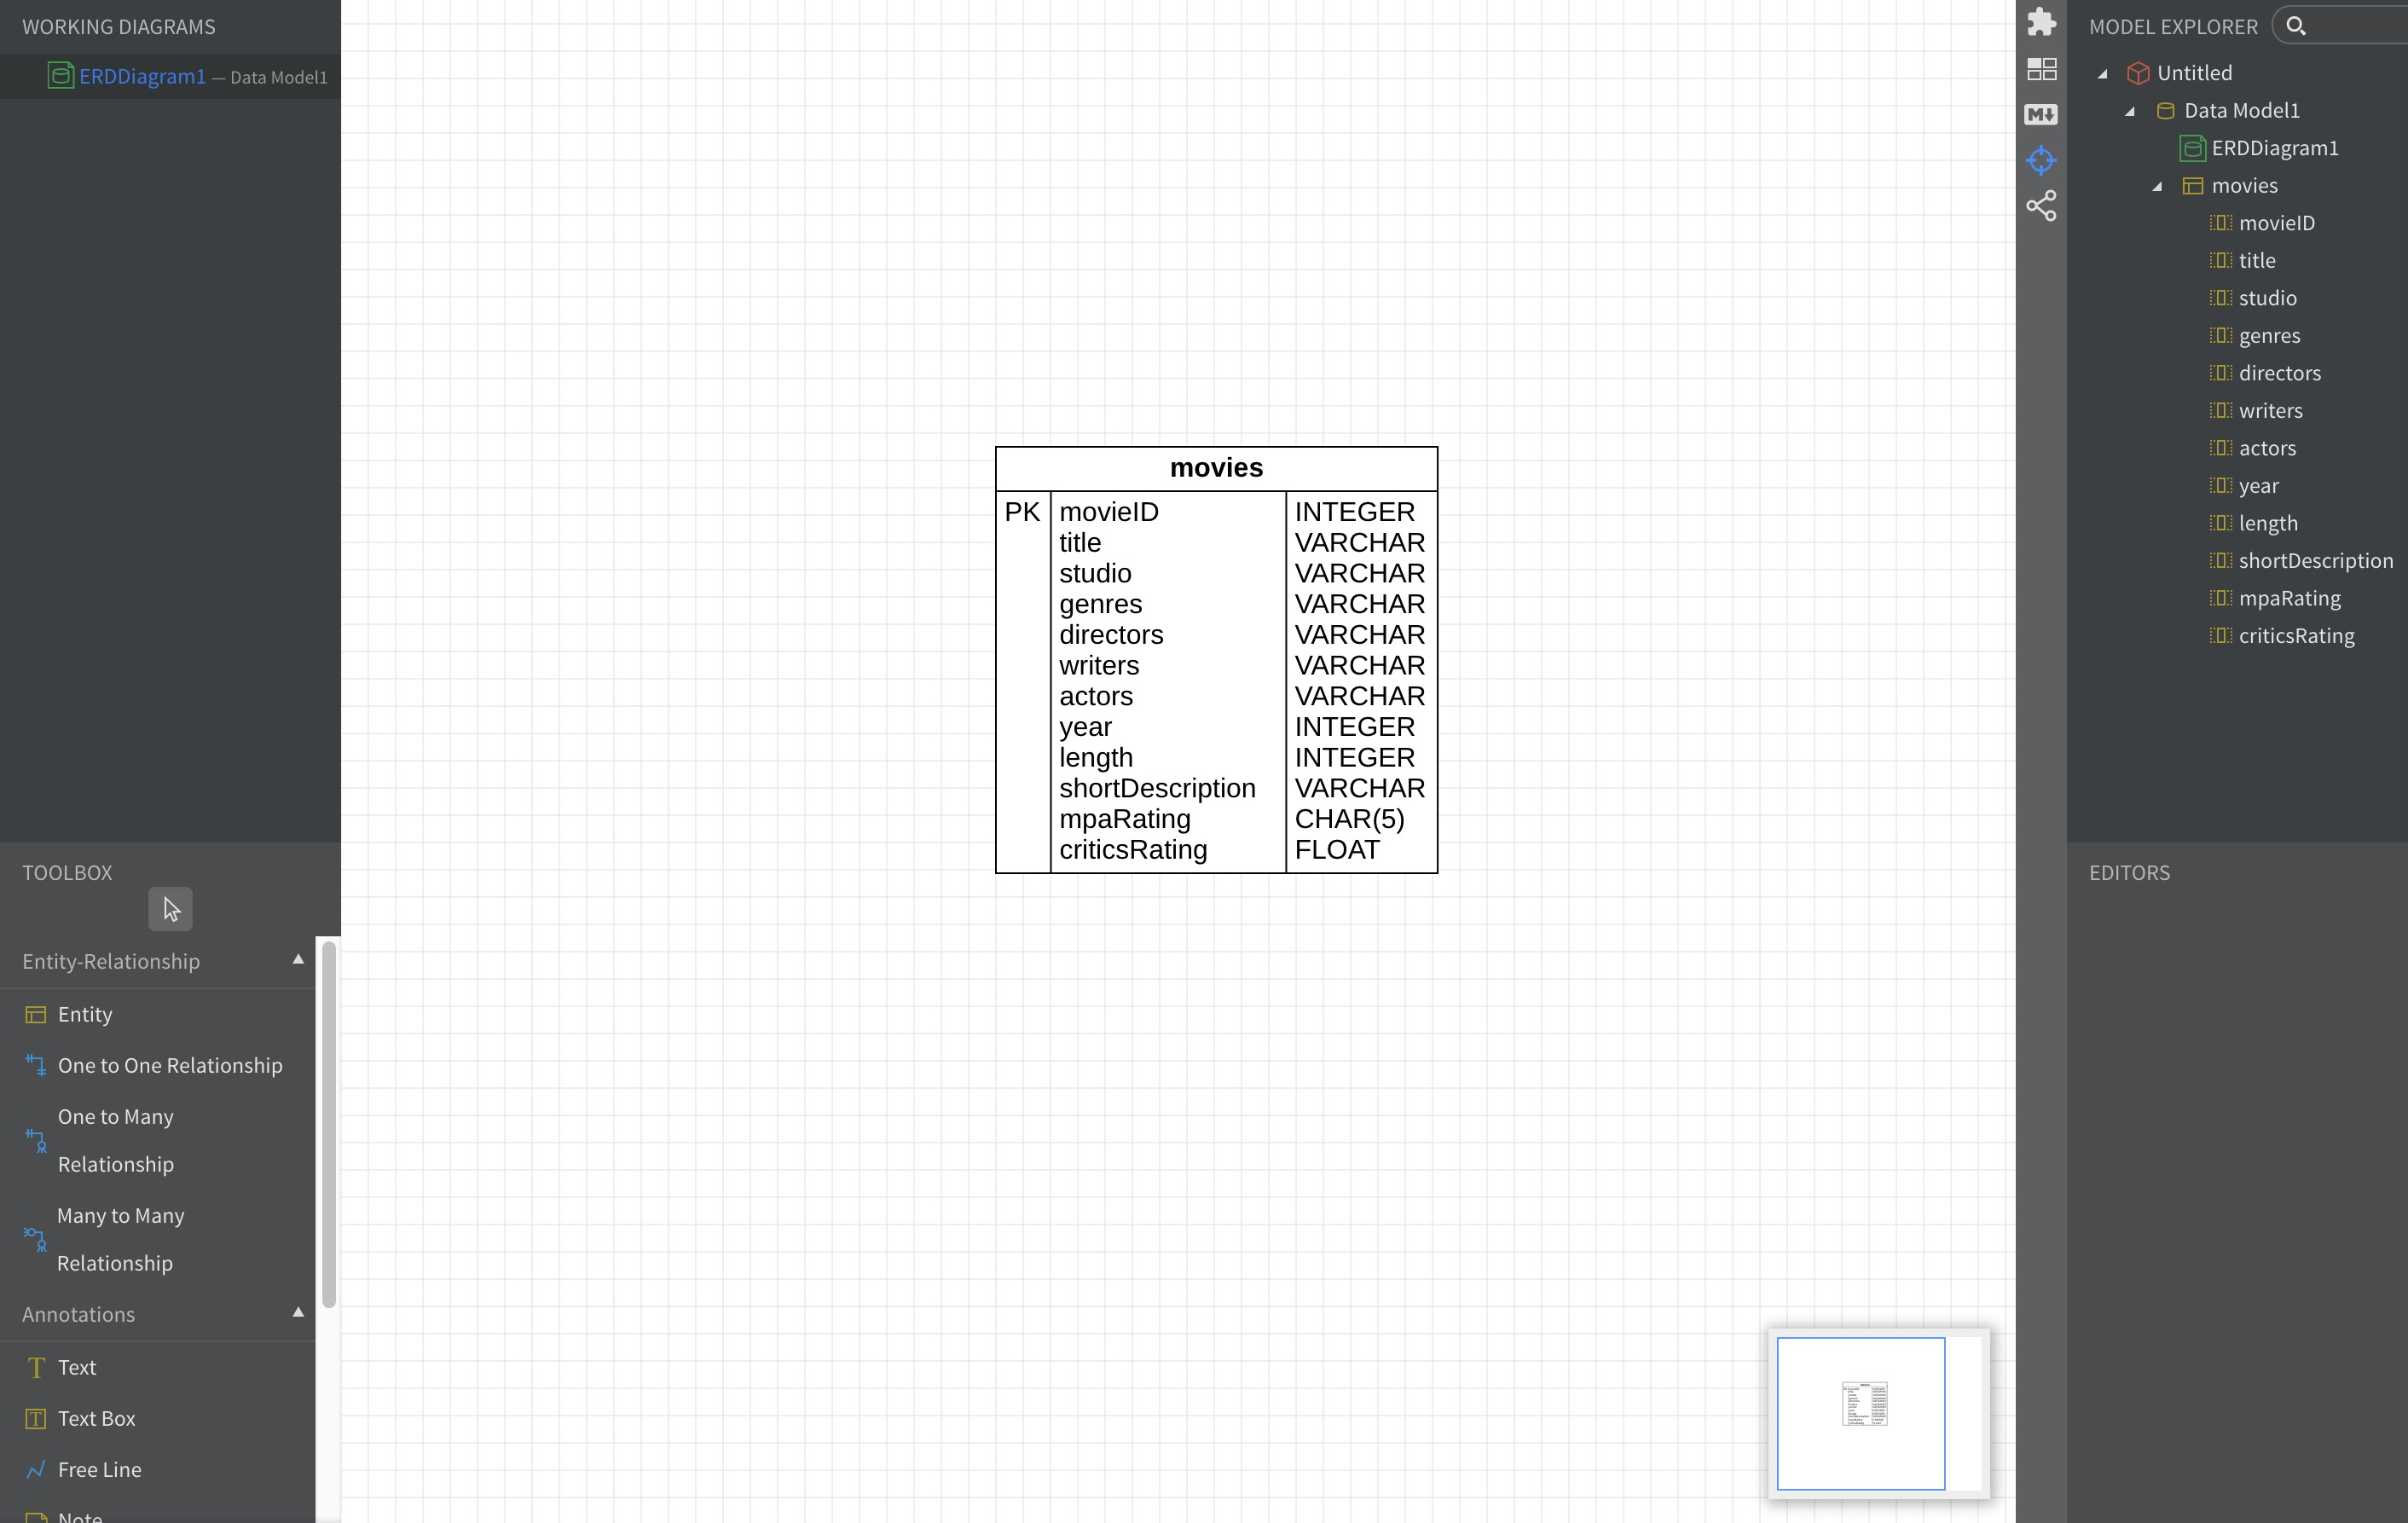 WORKING DIAGRAMS
ERDDiagram1 — Data Model1
TOOLBOX
Entity-Relationship
Entity
One to One Relationship
One to Many
Relationship
Many to Many
Relationship
Annotations
Text
Text Box
Free Line
Note
movies
PK movieID INTEGER
title VARCHAR
studio VARCHAR
genres VARCHAR
directors VARCHAR
writers VARCHAR
actors VARCHAR
year INTEGER
length INTEGER
shortDescription VARCHAR
mpaRating CHAR(5)
criticsRating FLOAT
MODEL EXPLORER
Untitled
Data Model1
ERDDiagram1
movies
movieID
title
studio
genres
directors
writers
actors
year
length
shortDescription
mpaRating
criticsRating
EDITORS